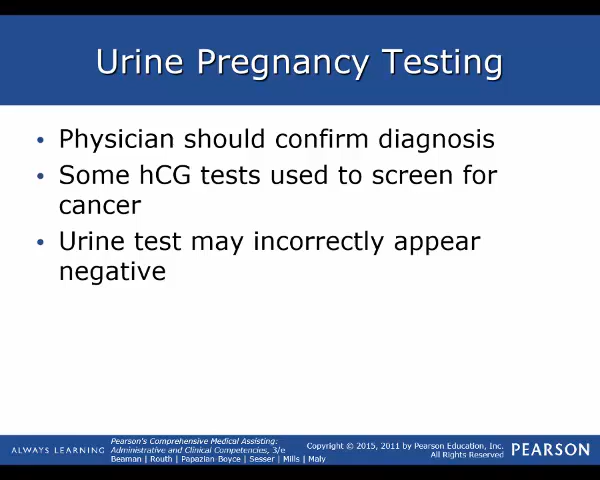 Urine Pregnancy Testing
• Physician should confirm diagnosis
• Some hCG tests used to screen for
cancer
• Urine test may incorrectly appear
negative
ALWAYS LEARNING
Pearson's Comprehensive Medical Assisting:
Administrative and Clinical Competencies, 3/e
Beaman | Routh | Papazian Boyce | Sesser | Mills | Maly
Copyright © 2015, 2011 by Pearson Education, Inc.
All Rights Reserved
PEARSON